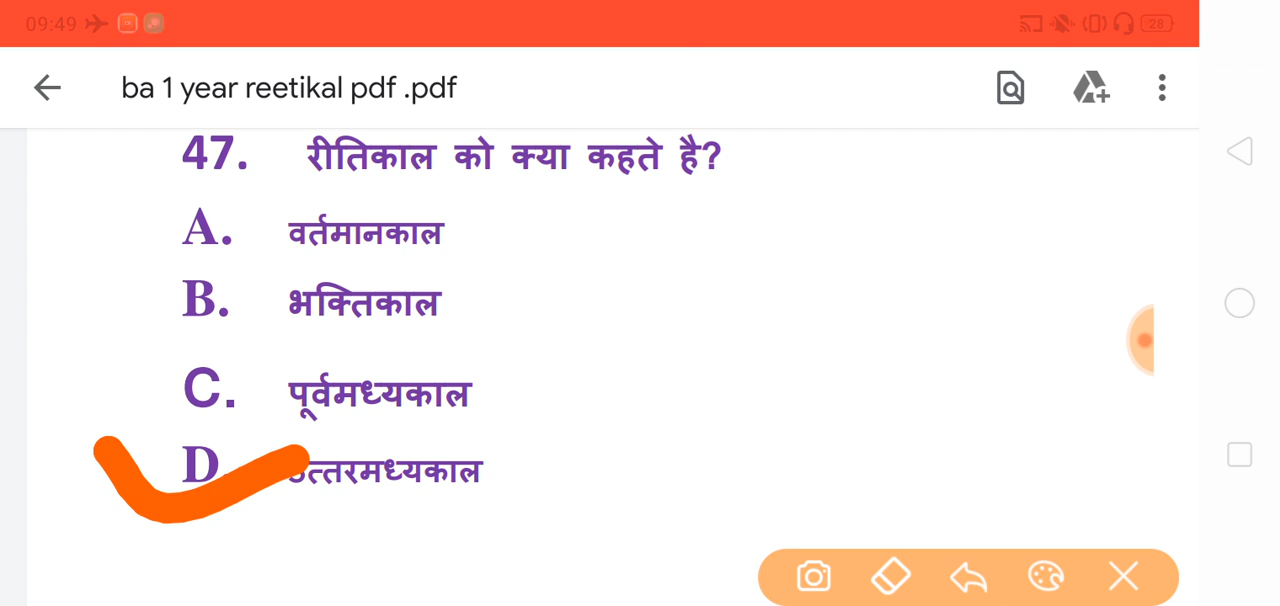 09:49
28
ba 1 year reetikal pdf .pdf
47. रीतिकाल को क्या कहते है?
A. वर्तमानकाल
B. भक्तिकाल
C. पूर्वमध्यकाल
D. उत्तरमध्यकाल